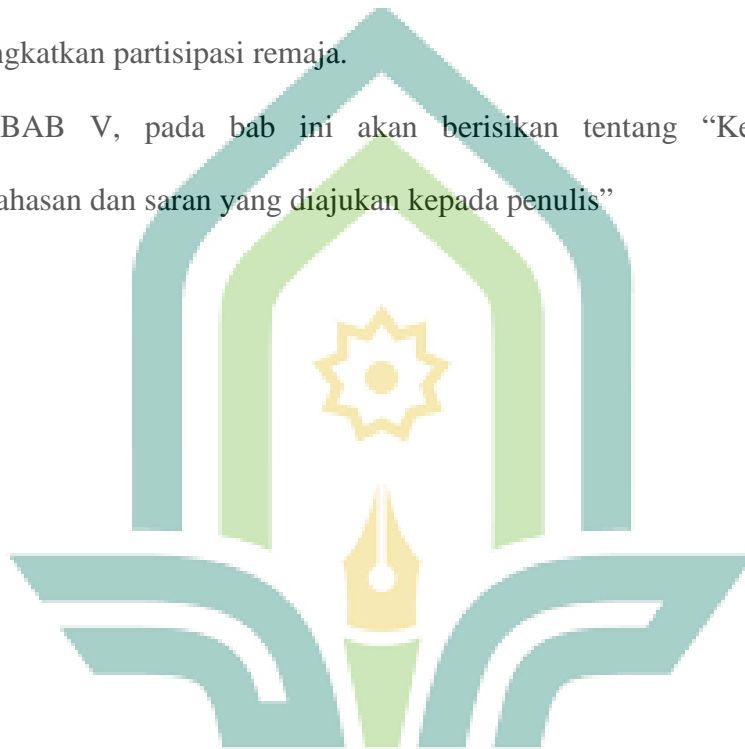 ngkatkan partisipasi remaja.
BAB V, pada bab ini akan berisikan tentang “Ke
ahasan dan saran yang diajukan kepada penulis”